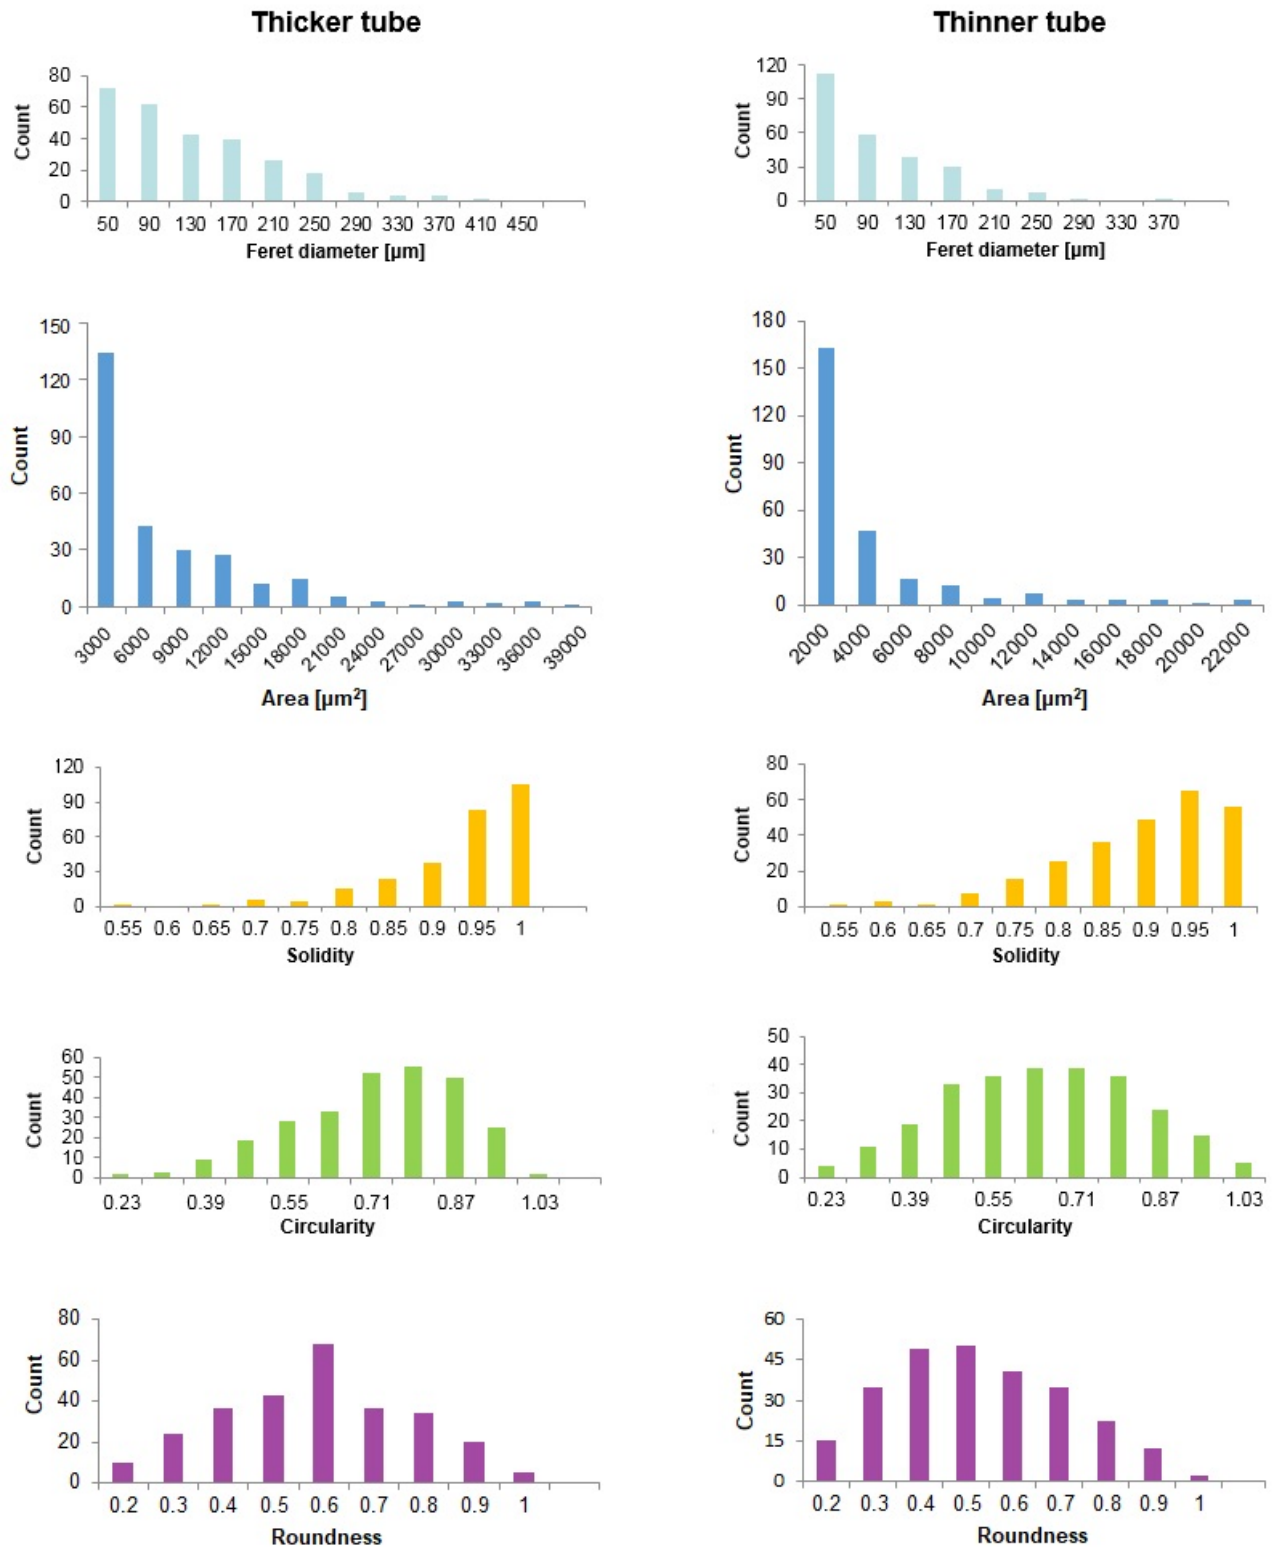 Thicker tube
Thinner tube
80
60
40
20
0
Count
50 90 130 170 210 250 290 330 370 410 450
Feret diameter [µm]
120
90
60
30
0
Count
50 90 130 170 210 250 290 330 370
Feret diameter [µm]
150
120
90
60
30
0
Count
3000 6000 9000 12000 15000 18000 21000 24000 27000 30000 33000 36000 39000
Area [µm²]
180
150
120
90
60
30
0
Count
2000 4000 6000 8000 10000 12000 14000 16000 18000 20000 22000
Area [µm²]
120
90
60
30
0
Count
0.55 0.6 0.65 0.7 0.75 0.8 0.85 0.9 0.95 1
Solidity
80
60
40
20
0
Count
0.55 0.6 0.65 0.7 0.75 0.8 0.85 0.9 0.95 1
Solidity
60
50
40
30
20
10
0
Count
0.23 0.39 0.55 0.71 0.87 1.03
Circularity
50
40
30
20
10
0
Count
0.23 0.39 0.55 0.71 0.87 1.03
Circularity
80
60
40
20
0
Count
0.2 0.3 0.4 0.5 0.6 0.7 0.8 0.9 1
Roundness
60
45
30
15
0
Count
0.2 0.3 0.4 0.5 0.6 0.7 0.8 0.9 1
Roundness